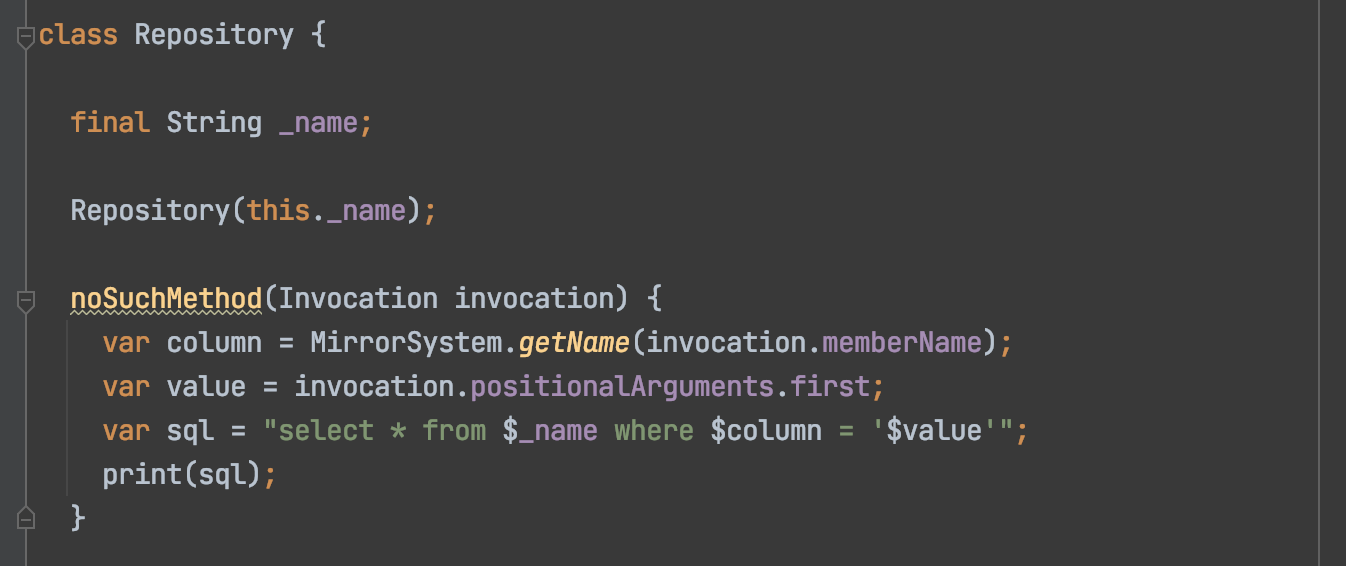 class Repository {
final String _name;
Repository(this._name);
noSuchMethod(Invocation invocation) {
var column = MirrorSystem.getName(invocation.memberName);
var value = invocation.positionalArguments.first;
var sql = "select * from $_name where $column = '$value'";
print(sql);
}